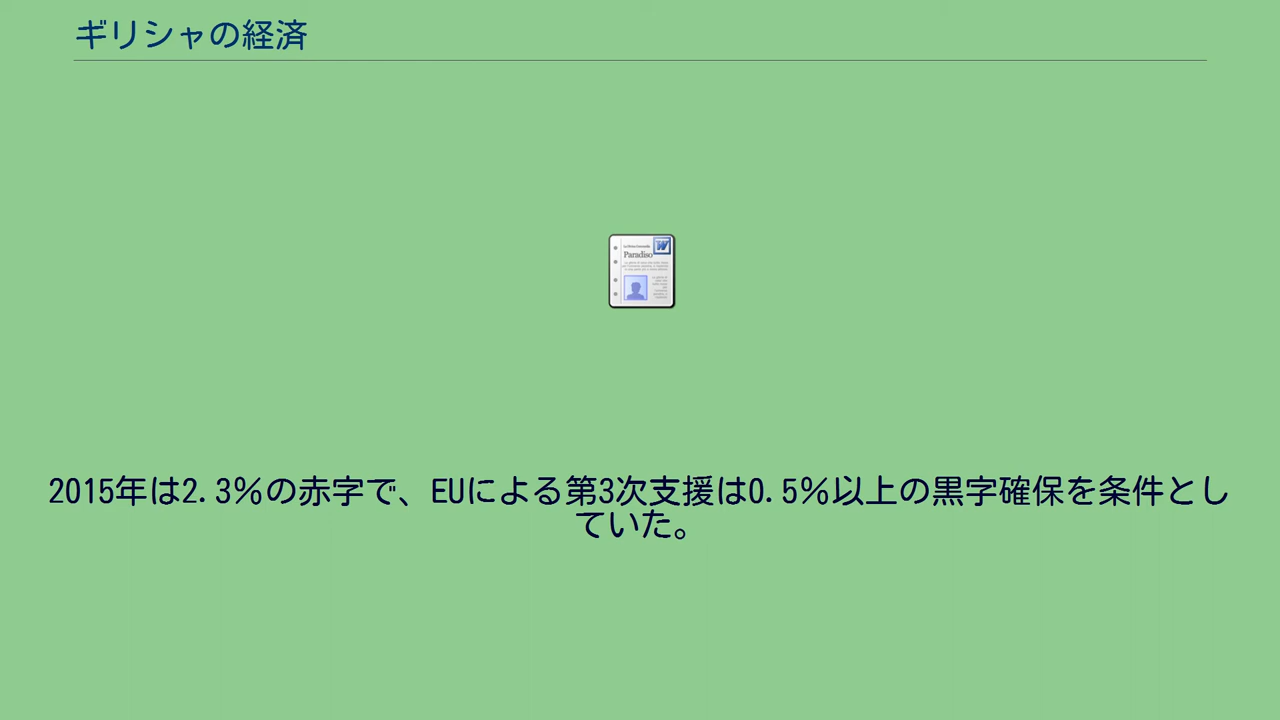 ギリシャの経済
Paradiso
W
2015年は2.3%の赤字で、EUによる第3次支援は0.5%以上の黒字確保を条件とし
ていた。